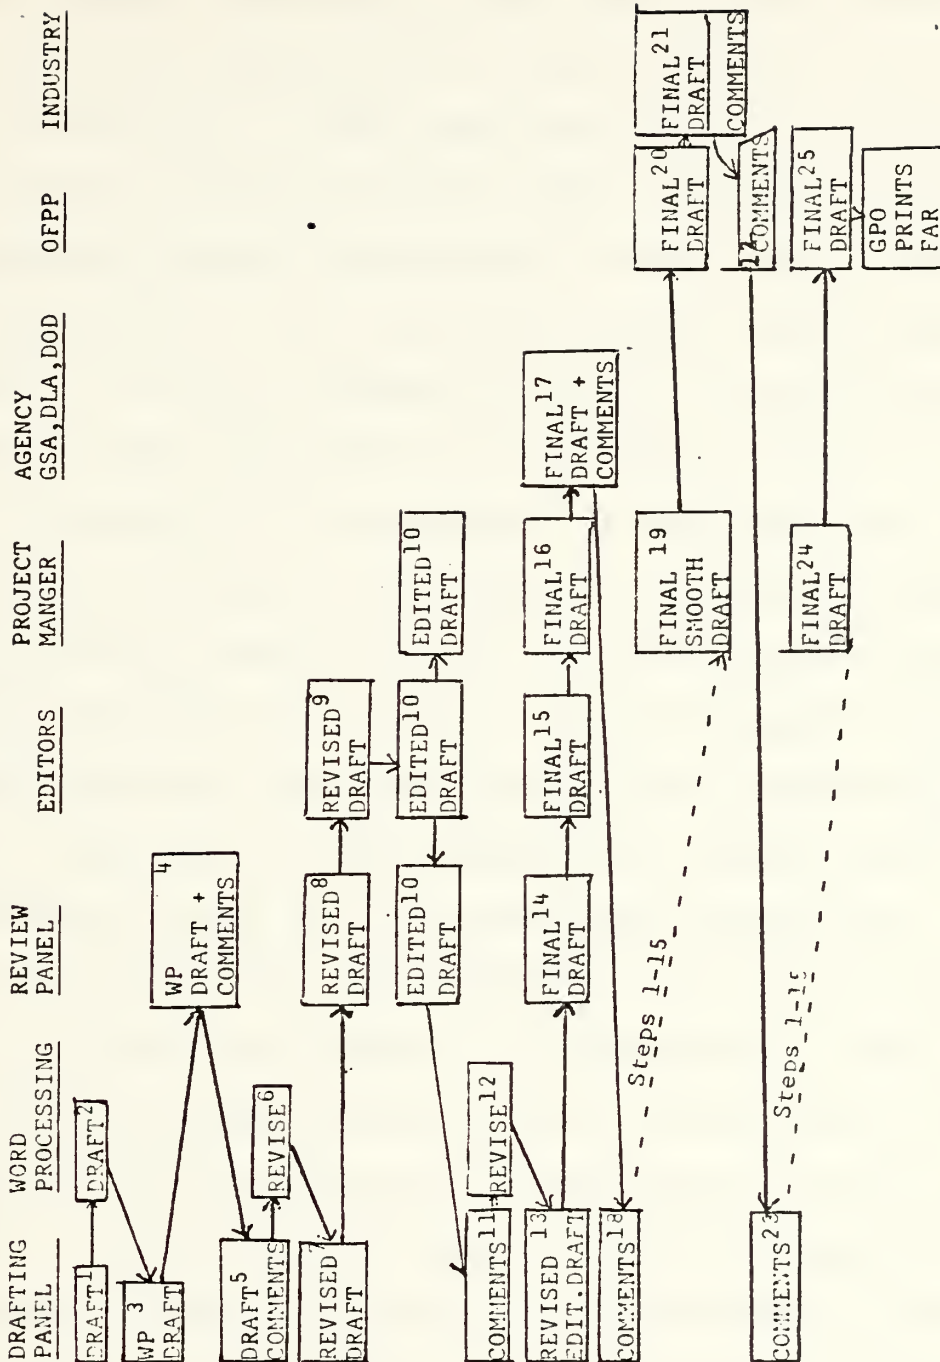 DRAFTING
PANEL
WORD
PROCESSING
REVIEW
PANEL
EDITORS
PROJECT
MANGER
AGENCY
GSA,DLA,DOD
OFPP
INDUSTRY
DRAFT1
DRAFT2
WP 3
DRAFT
4
WP
DRAFT +
COMMENTS
DRAFT5
COMMENTS
REVISE6
REVISED7
DRAFT
REVISED8
DRAFT
REVISED9
DRAFT
EDITED10
DRAFT
EDITED10
DRAFT
EDITED10
DRAFT
COMMENTS11
REVISE12
REVISED 13
EDIT.DRAFT
FINAL14
DRAFT
FINAL15
DRAFT
FINAL16
DRAFT
FINAL17
DRAFT +
COMMENTS
COMMENTS18
Steps 1-15
FINAL 19
SMOOTH
DRAFT
FINAL20
DRAFT
FINAL21
DRAFT
COMMENTS
COMMENTS
COMMENTS23
Steps
FINAL24
DRAFT
FINAL25
DRAFT
GPO
PRINTS
FAR